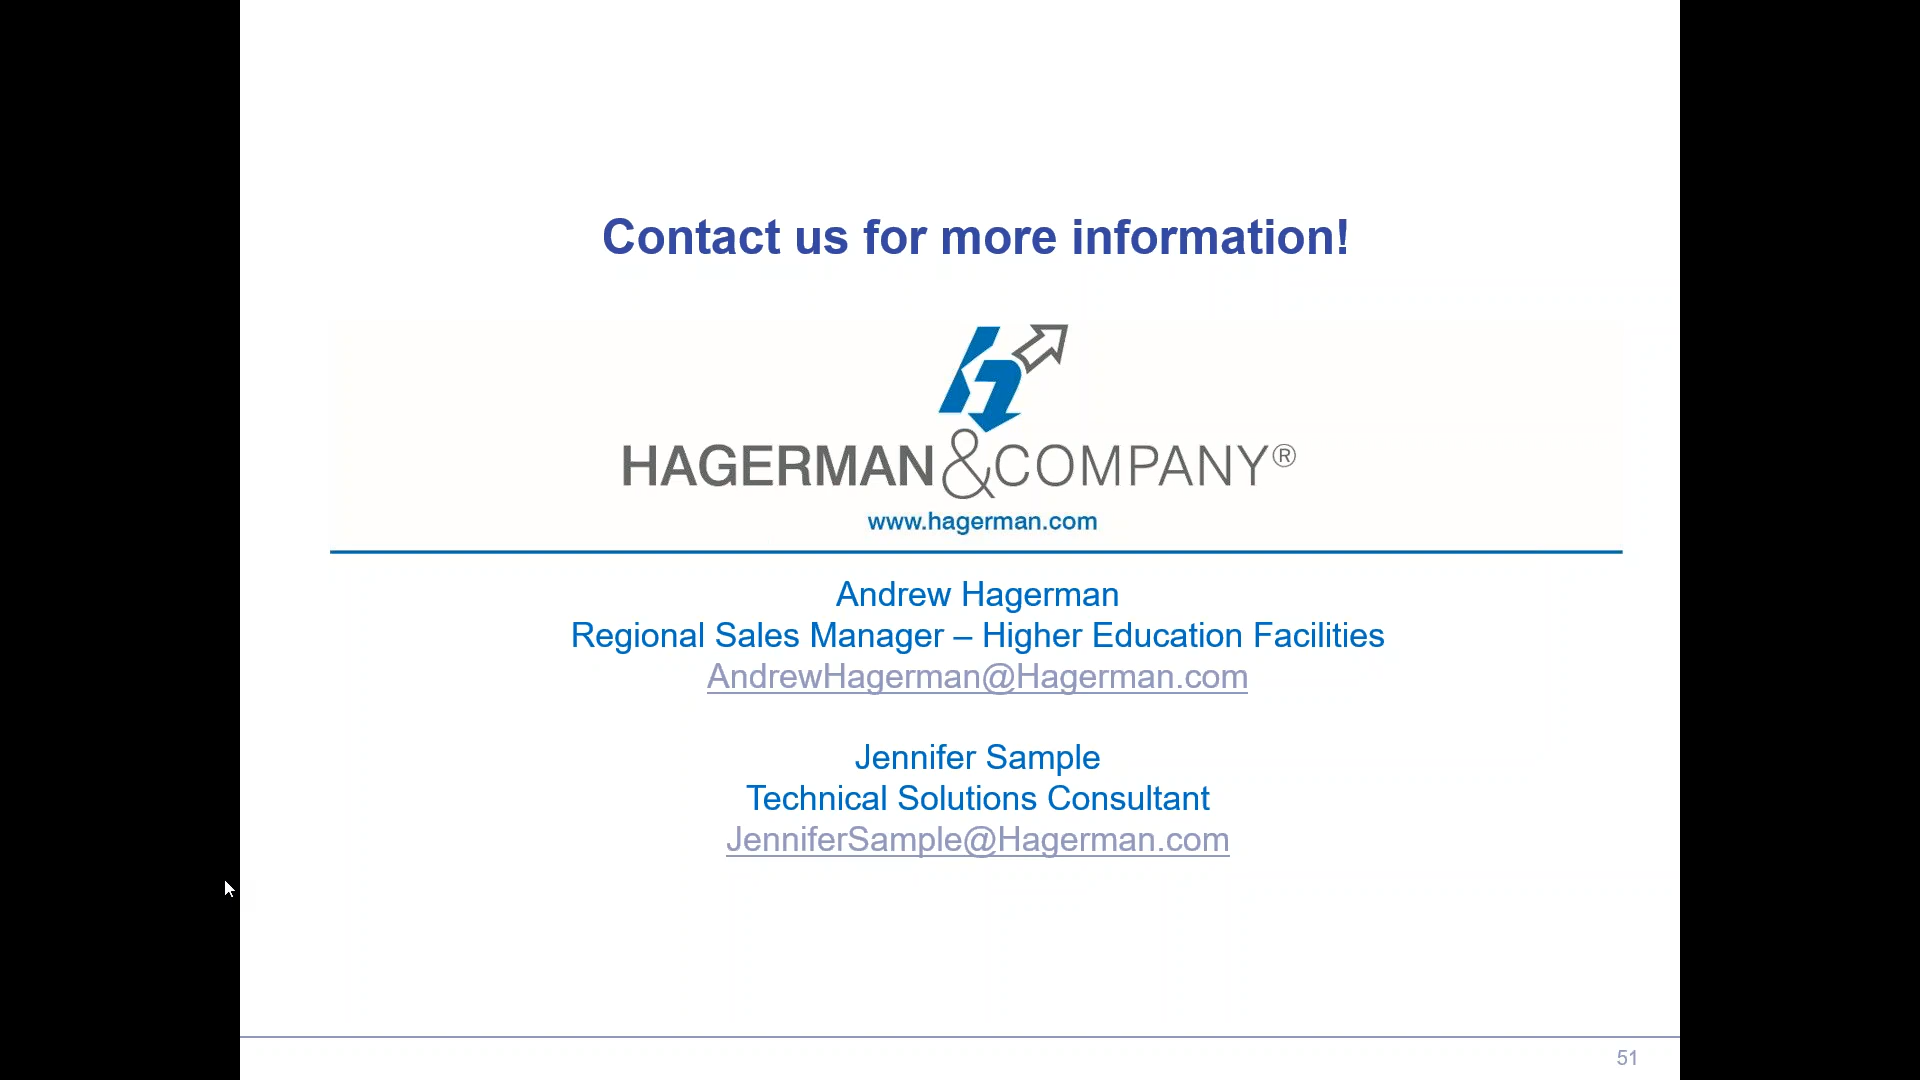 Contact us for more information!
HAGERMAN&COMPANY®
www.hagerman.com
Andrew Hagerman
Regional Sales Manager – Higher Education Facilities
AndrewHagerman@Hagerman.com
Jennifer Sample
Technical Solutions Consultant
JenniferSample@Hagerman.com
51